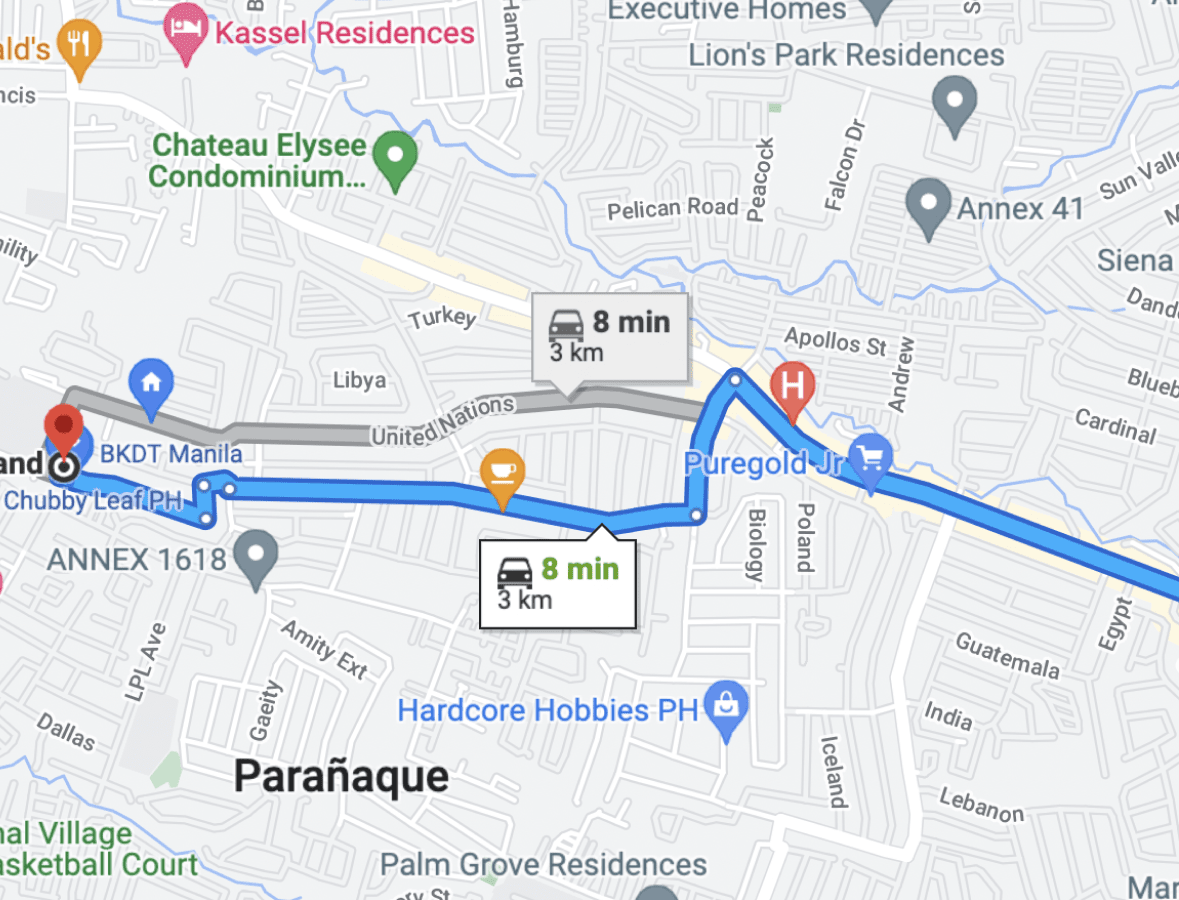 Executive Homes
Hamburg
ald's
Kassel Residences
Lion's Park Residences
ncis
Chateau Elysee
Condominium...
Peacock
Falcon Dr
Sun Valle
Pelican Road
Annex 41
nility
Siena
Dand
Turkey
8 min
3 km
Apollos St
Andrew
Libya
Blueb
United Nations
Cardinal
H
BKDT Manila
and
Puregold Jr
Chubby Leaf PH
Biology
Poland
ANNEX 1618
8 min
3 km
Egypt
Amity Ext
LPL Ave
Guatemala
Gaeity
Hardcore Hobbies PH
India
Dallas
Iceland
Parañaque
Lebanon
nal Village
asketball Court
Palm Grove Residences
ory St
Mar